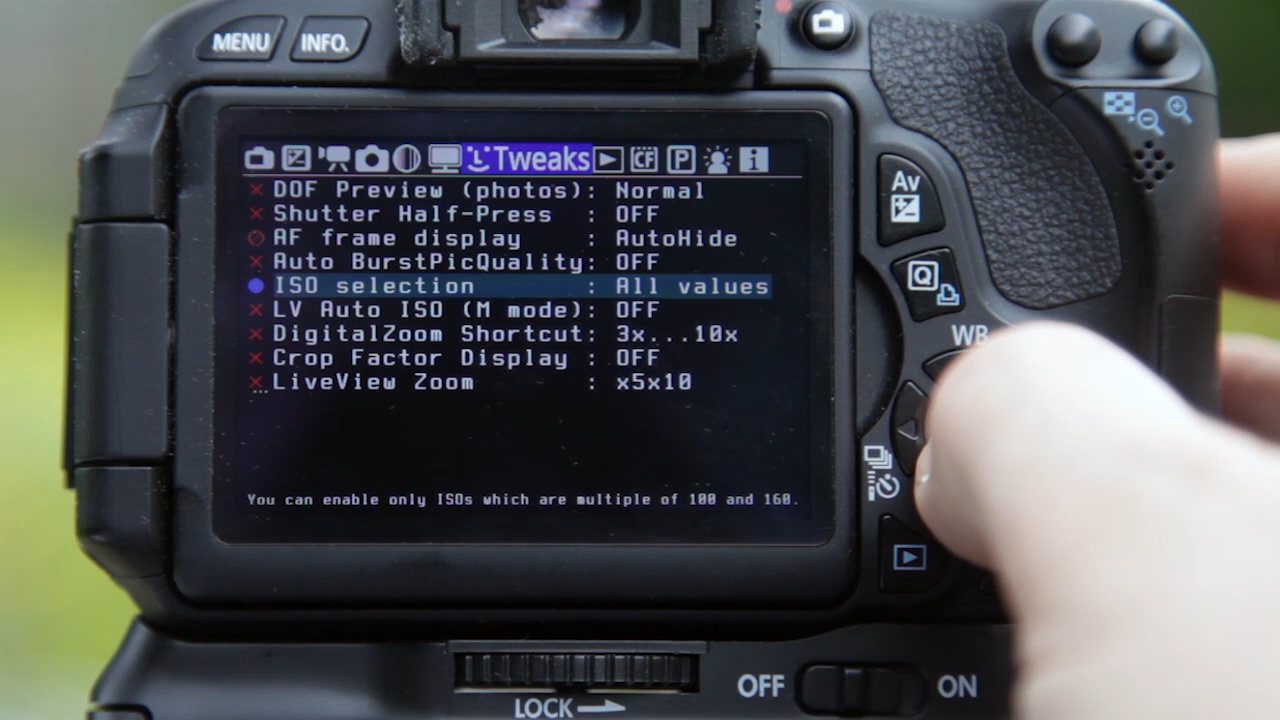 MENU INFO.
Tweaks CF P i
DOF Preview (photos): Normal
Shutter Half-Press : OFF
AF frame display : AutoHide
Auto BurstPicQuality: OFF
ISO selection : All values
LV Auto ISO (M mode): OFF
DigitalZoom Shortcut: 3x...10x
Crop Factor Display : OFF
LiveView Zoom : x5x10
You can enable only ISOs which are multiple of 100 and 160.
Av
Q
WB
LOCK
OFF ON